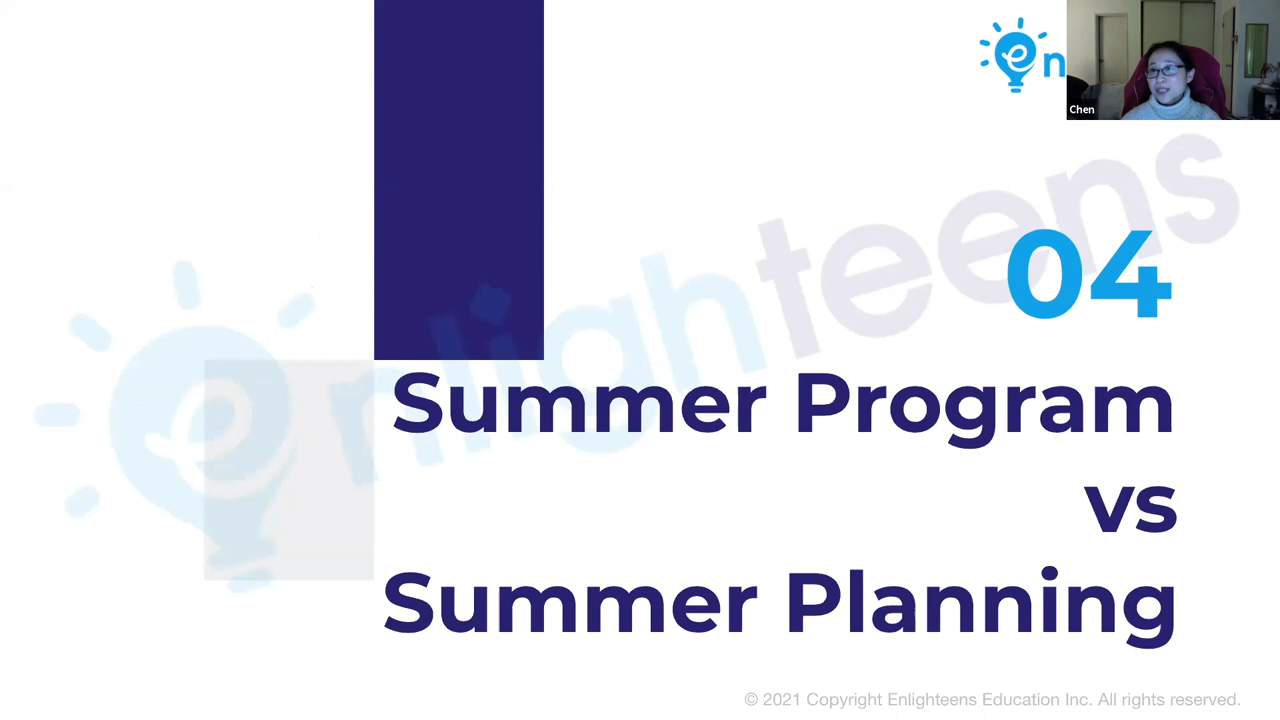 en
Chen
enlighteens
04
Summer Program
vs
Summer Planning
© 2021 Copyright Enlighteens Education Inc. All rights reserved.